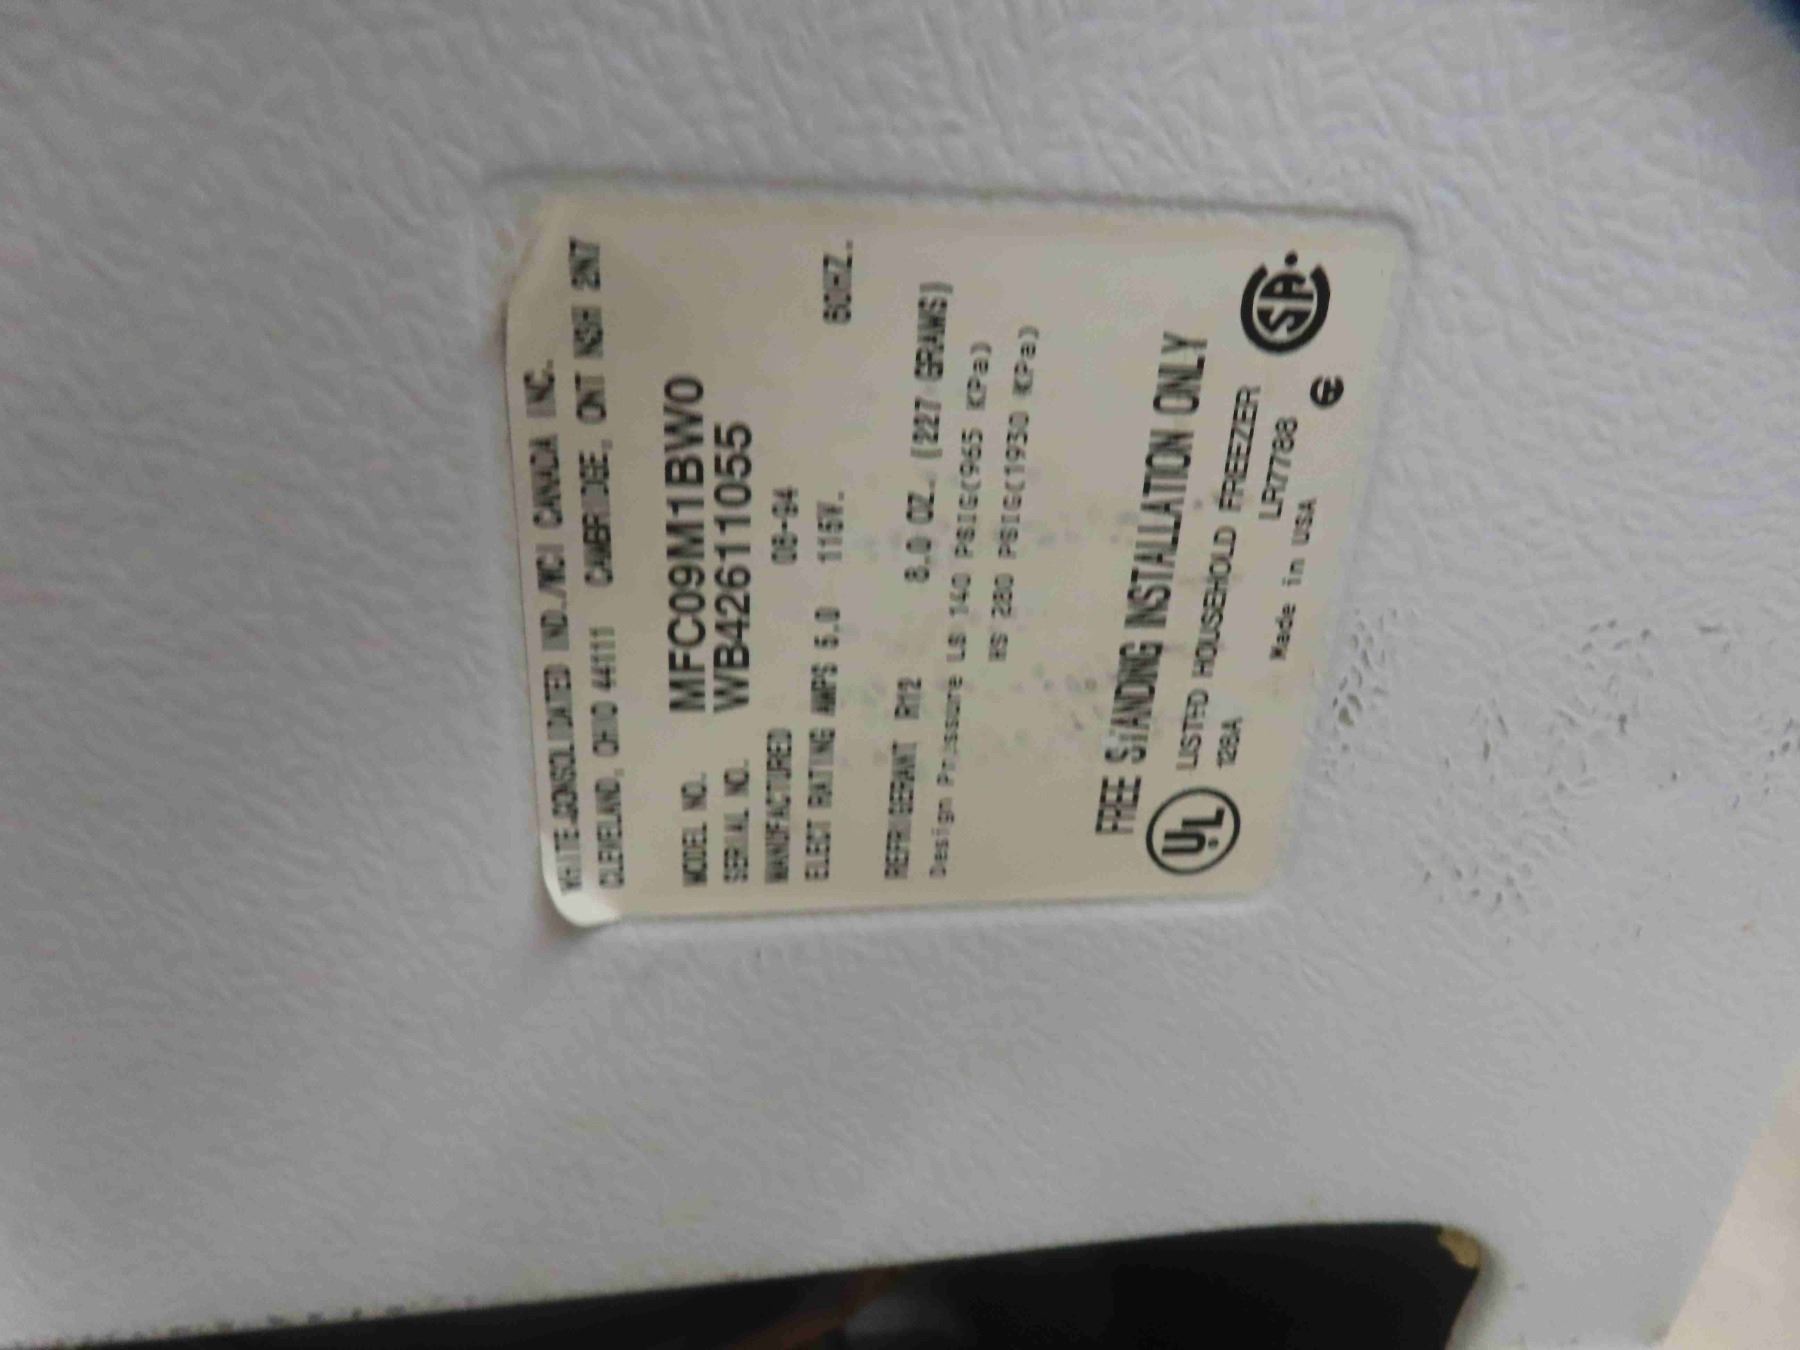 WHITE CONSOLIDATED IND./WCI CANADA INC.
CLEVELAND, OHIO 44111 CAMBRIDGE, ONT N3H 2N7
MODEL NO. MFC09M1BW0
SERIAL NO. WB42611055
MANUFACTURED 08-94
ELECT RATING AMPS 5.0 115V. 60HZ.
REFRIGERANT R12 8.0 OZ. (227 GRAMS)
Design Pressure LS 140 PSIG(965 KPa)
HS 280 PSIG(1930 KPa)
FREE STANDING INSTALLATION ONLY
UL LISTED HOUSEHOLD FREEZER SA
128A LR7788
Made in USA